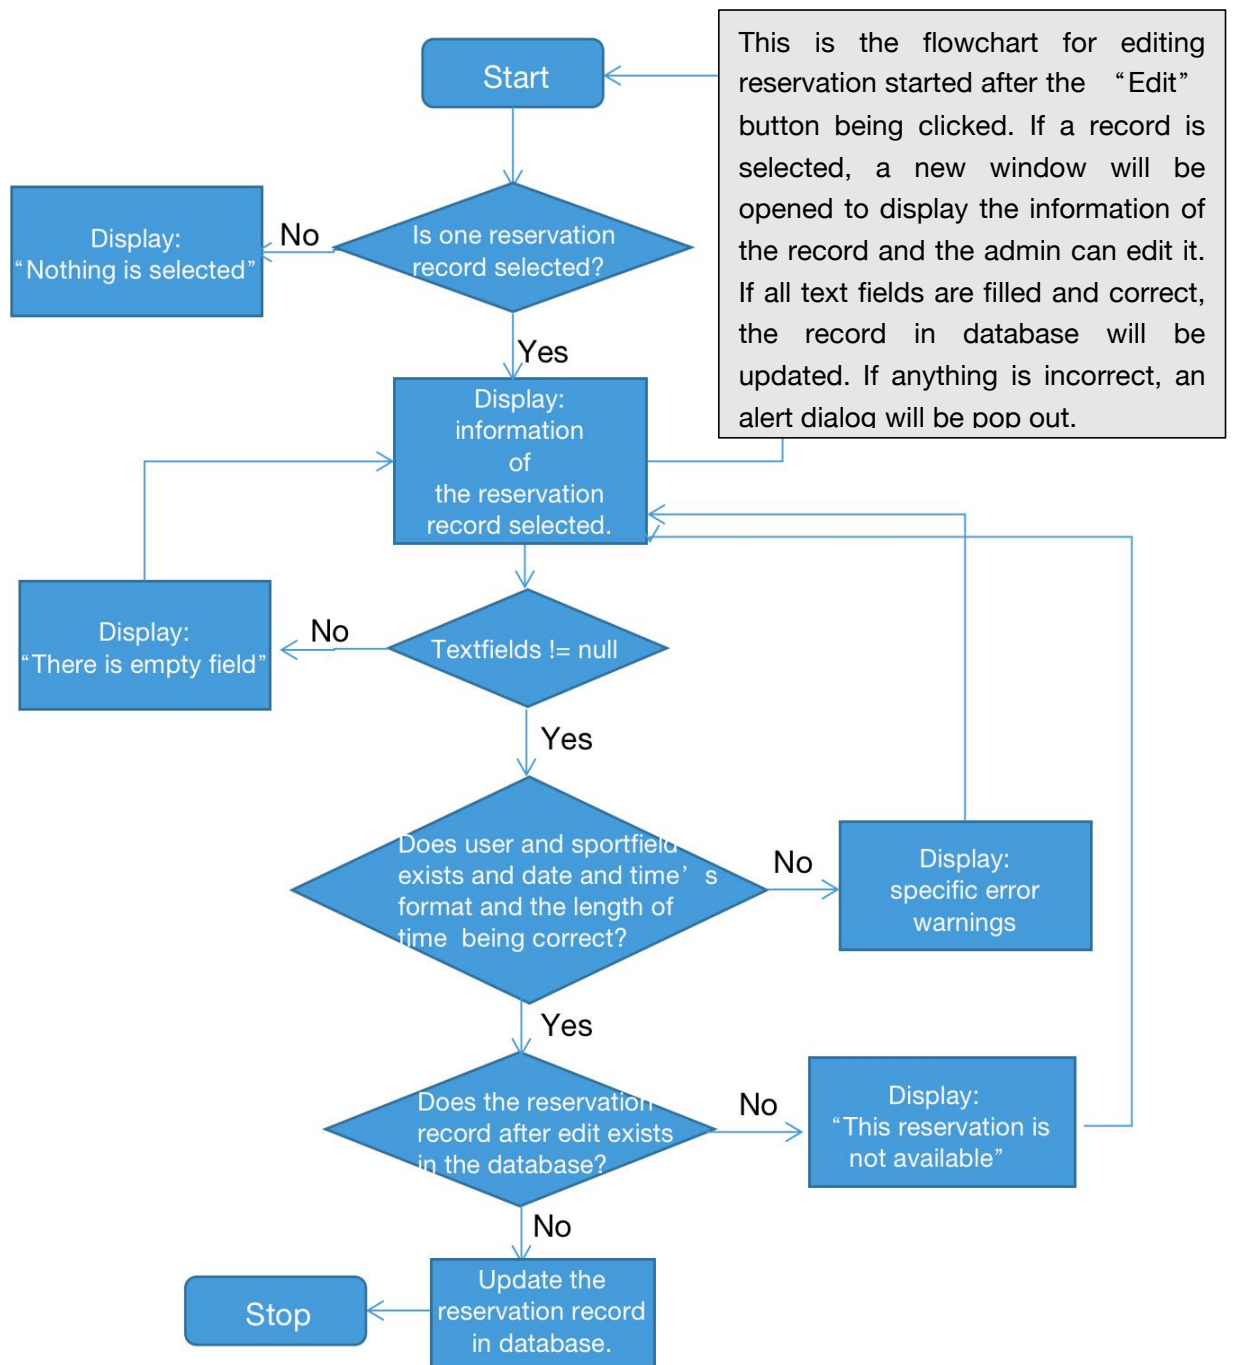 Start
This is the flowchart for editing
reservation started after the “Edit”
button being clicked. If a record is
selected, a new window will be
opened to display the information of
the record and the admin can edit it.
If all text fields are filled and correct,
the record in database will be
updated. If anything is incorrect, an
alert dialog will be pop out.
Display:
“Nothing is selected”
No
Is one reservation
record selected?
Yes
Display:
information
of
the reservation
record selected.
Display:
“There is empty field”
No
Textfields != null
Yes
Does user and sportfield
exists and date and time’s
format and the length of
time being correct?
No
Display:
specific error
warnings
Yes
Does the reservation
record after edit exists
in the database?
No
Display:
“This reservation is
not available”
No
Update the
reservation record
in database.
Stop